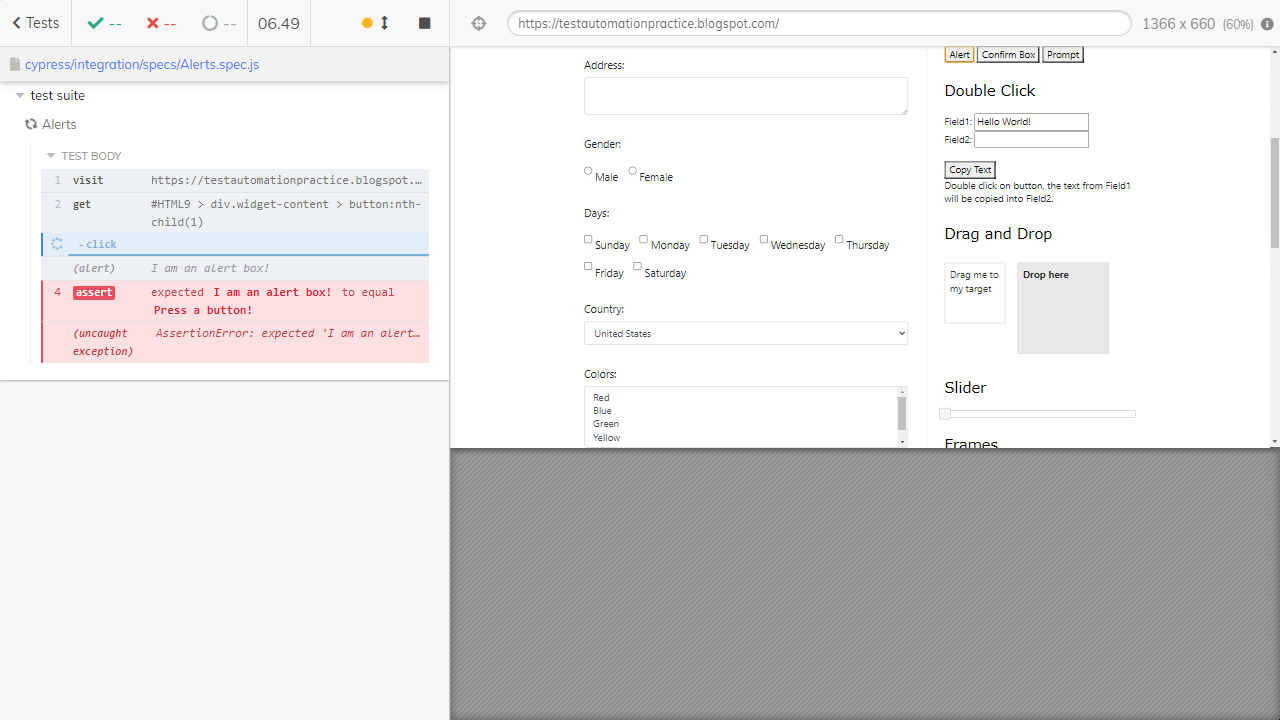 Tests
--
--
--
06.49
https://testautomationpractice.blogspot.com/
1366 x 660 (60%)
cypress/integration/specs/Alerts.spec.js
test suite
Alerts
TEST BODY
1 visit https://testautomationpractice.blogspot.…
2 get #HTML9 > div.widget-content > button:nth-
child(1)
- click
(alert) I am an alert box!
4 assert expected I am an alert box! to equal
Press a button!
(uncaught AssertionError: expected 'I am an alert…
exception)
Address:
Gender:
Male Female
Days:
Sunday Monday Tuesday Wednesday Thursday
Friday Saturday
Country:
United States
Colors:
Red
Blue
Green
Yellow
Alert Confirm Box Prompt
Double Click
Field1: Hello World!
Field2:
Copy Text
Double click on button, the text from Field1
will be copied into Field2.
Drag and Drop
Drag me to
my target
Drop here
Slider
Frames